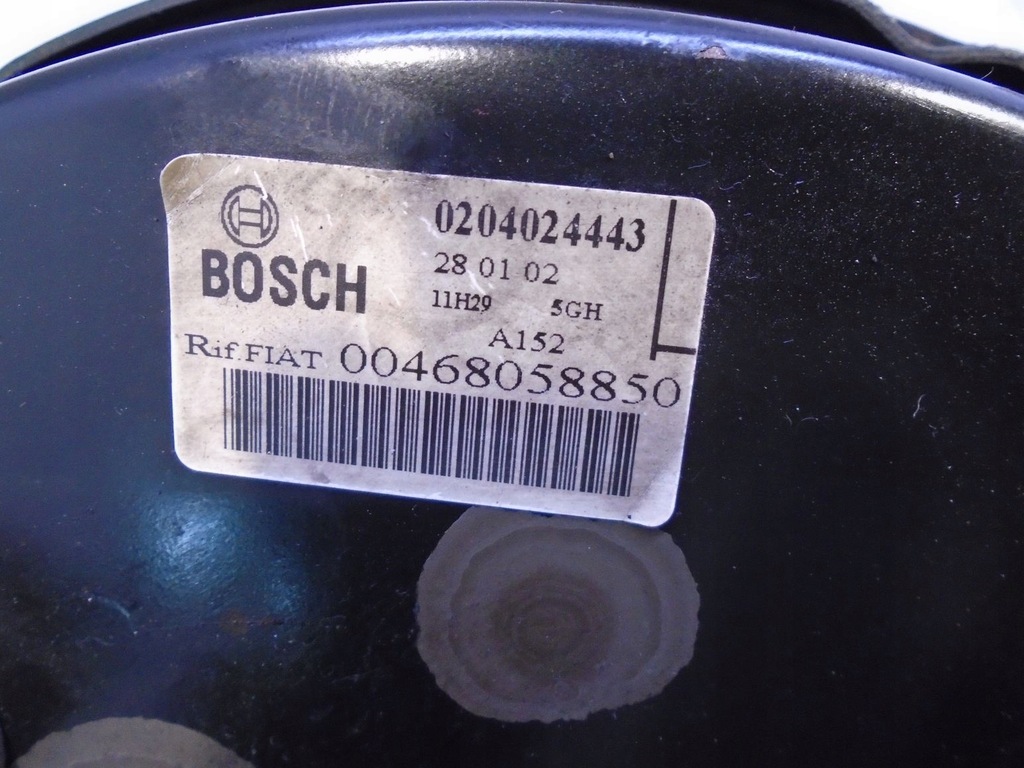 BOSCH
0204024443
28 01 02
11H29 5GH
A152
Rif.FIAT 00468058850